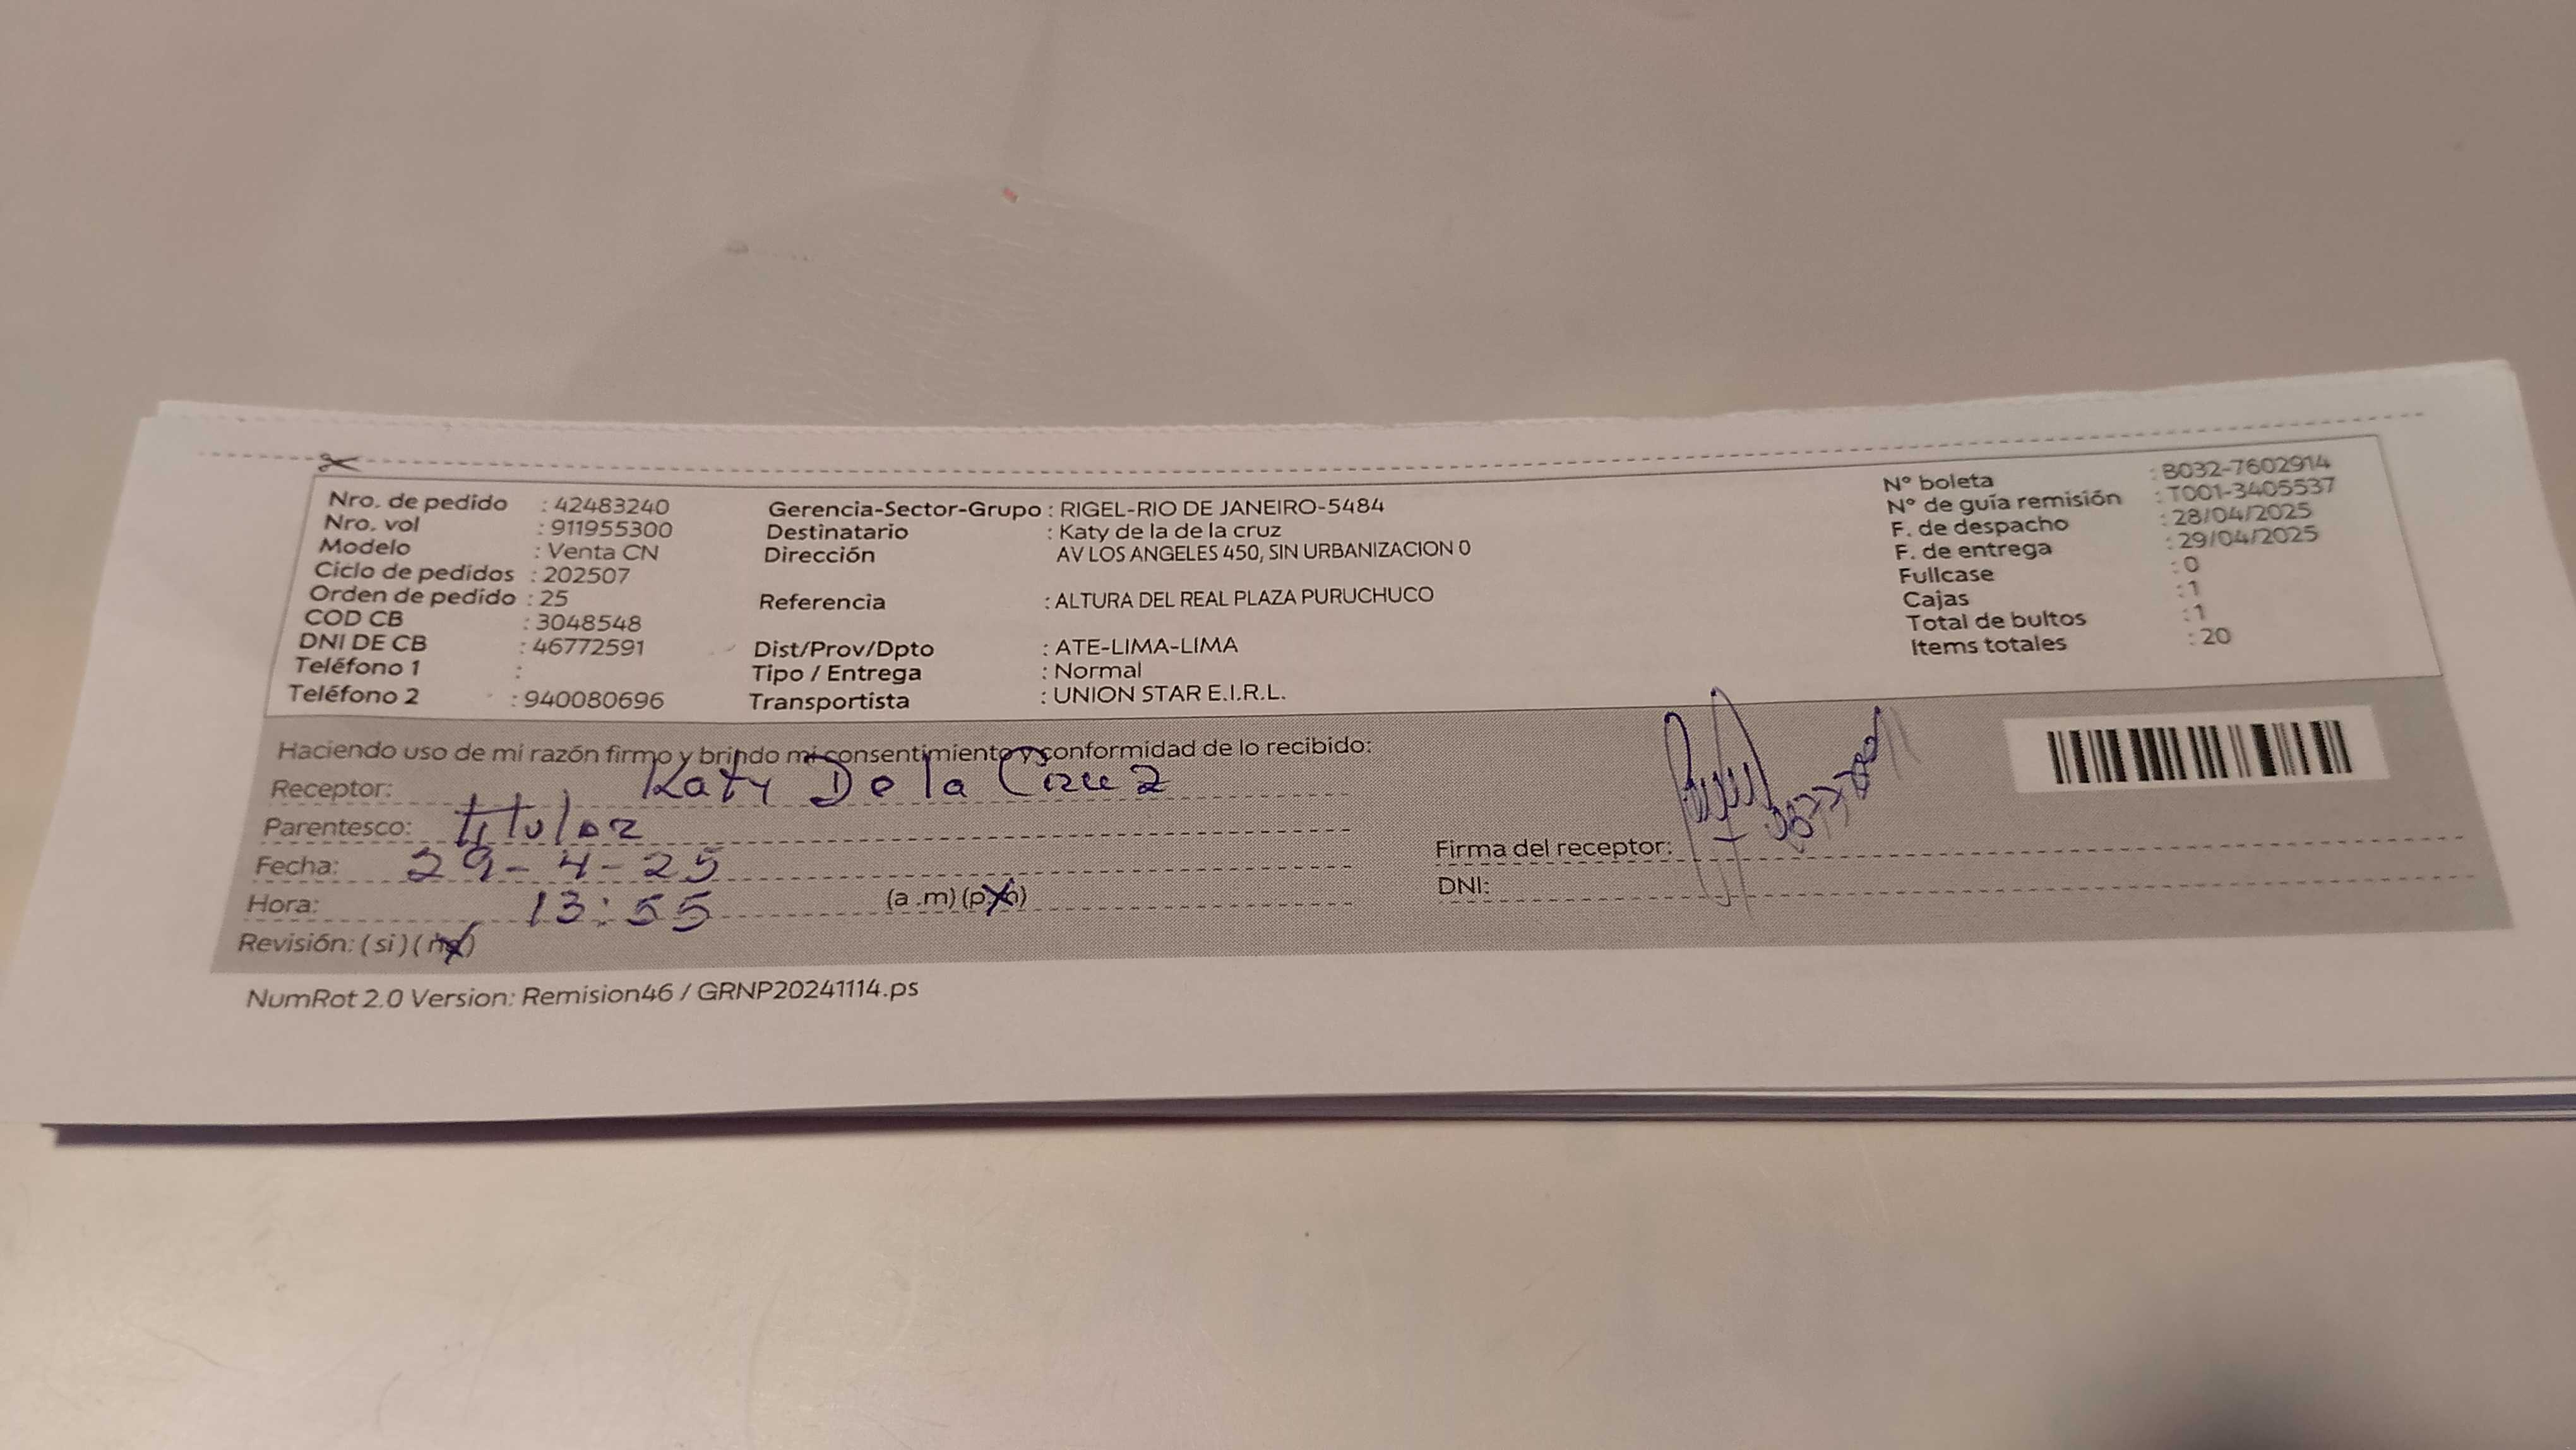 Nro. de pedido : 42483240
Nro. vol : 911955300
Modelo : Venta CN
Ciclo de pedidos : 202507
Orden de pedido : 25
COD CB : 3048548
DNI DE CB : 46772591
Teléfono 1 :
Teléfono 2 : 940080696
Gerencia-Sector-Grupo : RIGEL-RIO DE JANEIRO-5484
Destinatario : Katy de la de la cruz
Dirección AV LOS ANGELES 450, SIN URBANIZACION 0
Referencia : ALTURA DEL REAL PLAZA PURUCHUCO
Dist/Prov/Dpto : ATE-LIMA-LIMA
Tipo / Entrega : Normal
Transportista : UNION STAR E.I.R.L.
N° boleta : B032-7602914
N° de guía remisión : T001-3405537
F. de despacho : 28/04/2025
F. de entrega : 29/04/2025
Fullcase : 0
Cajas : 1
Total de bultos : 1
Items totales : 20
Haciendo uso de mi razón firmo y brindo mi consentimiento y conformidad de lo recibido:
Receptor: Katy De la Cruz
Parentesco: titular
Fecha: 29-4-25
Hora: 13:55 (a .m) (p.m)
Revisión: ( si ) ( no )
Firma del receptor:
DNI:
NumRot 2.0 Version: Remision46 / GRNP20241114.ps